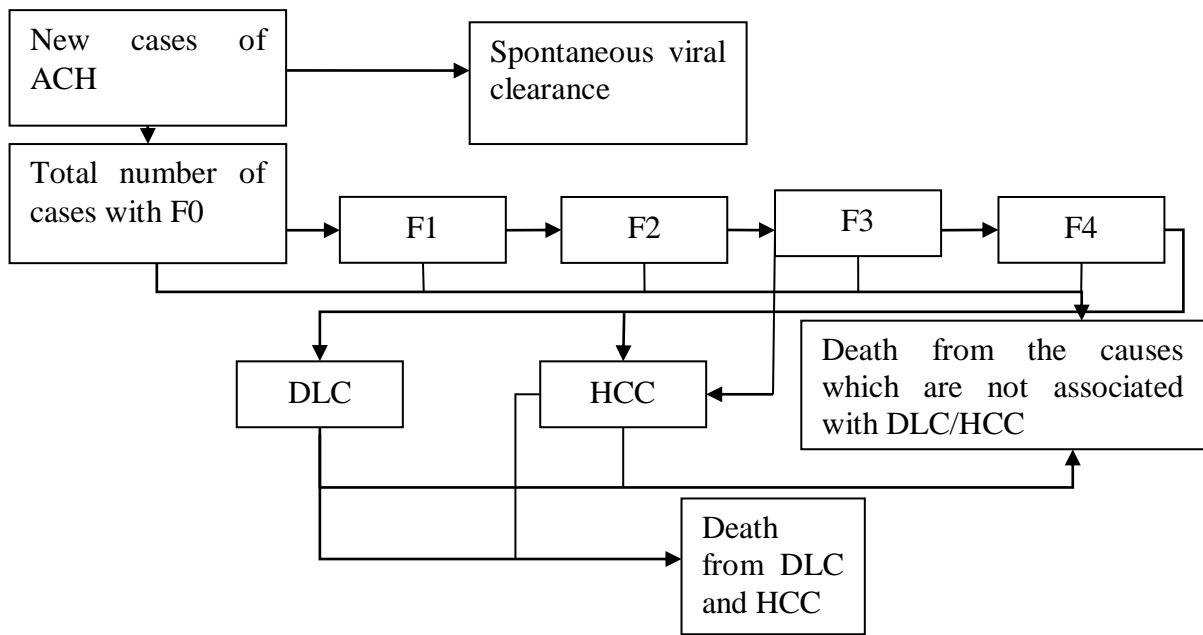 New cases of
ACH
Spontaneous viral
clearance
Total number of
cases with F0
F1
F2
F3
F4
DLC
HCC
Death from the causes
which are not associated
with DLC/HCC
Death
from DLC
and HCC